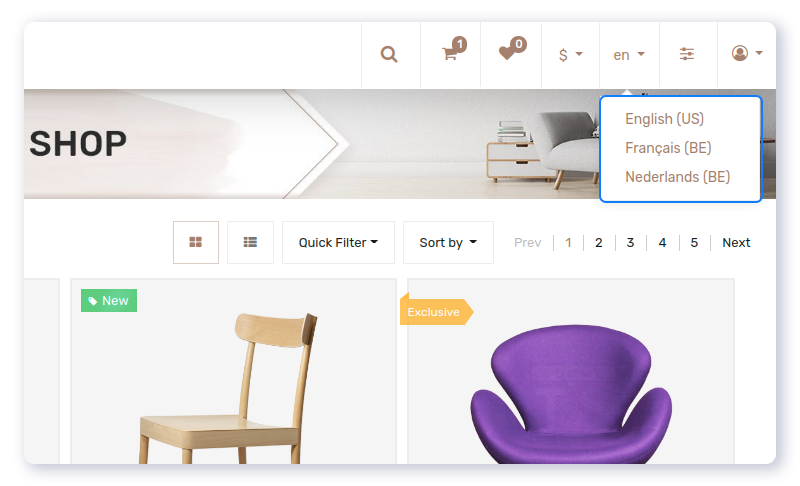 1
0
$
en
English (US)
Français (BE)
Nederlands (BE)
SHOP
Quick Filter
Sort by
Prev 1 2 3 4 5 Next
New
Exclusive